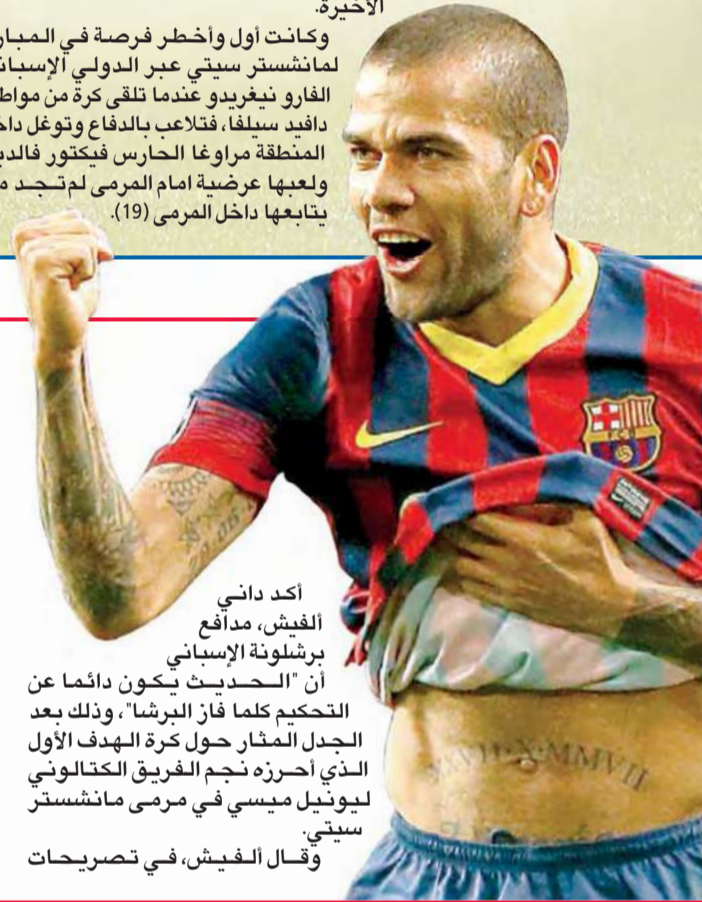 الأخيرة.
وكانت أول وأخطر فرصة في
لمانشستر سيتي عبر الدولي
الفارو نيغريدو عندما تلقى كرة من
دافيد سيلفا، فتلاعب بالدفاع وتوغل
المنطقة مراوغا الحارس فيكتور
ولعبها عرضية امام المرمى لم تجد
يتابعها داخل المرمى (19).
أكد داني
ألفيش، مدافع
برشلونة الإسباني
أن "الحديث يكون دائما عن
التحكيم كلما فاز البرشا"، وذلك بعد
الجدل المثار حول كرة الهدف الأول
الذي أحرزه نجم الفريق الكتالوني
ليونيل ميسي في مرمى مانشستر
سيتي.
وقال ألفيش، في تصريحات
XXVII·X·MMVII